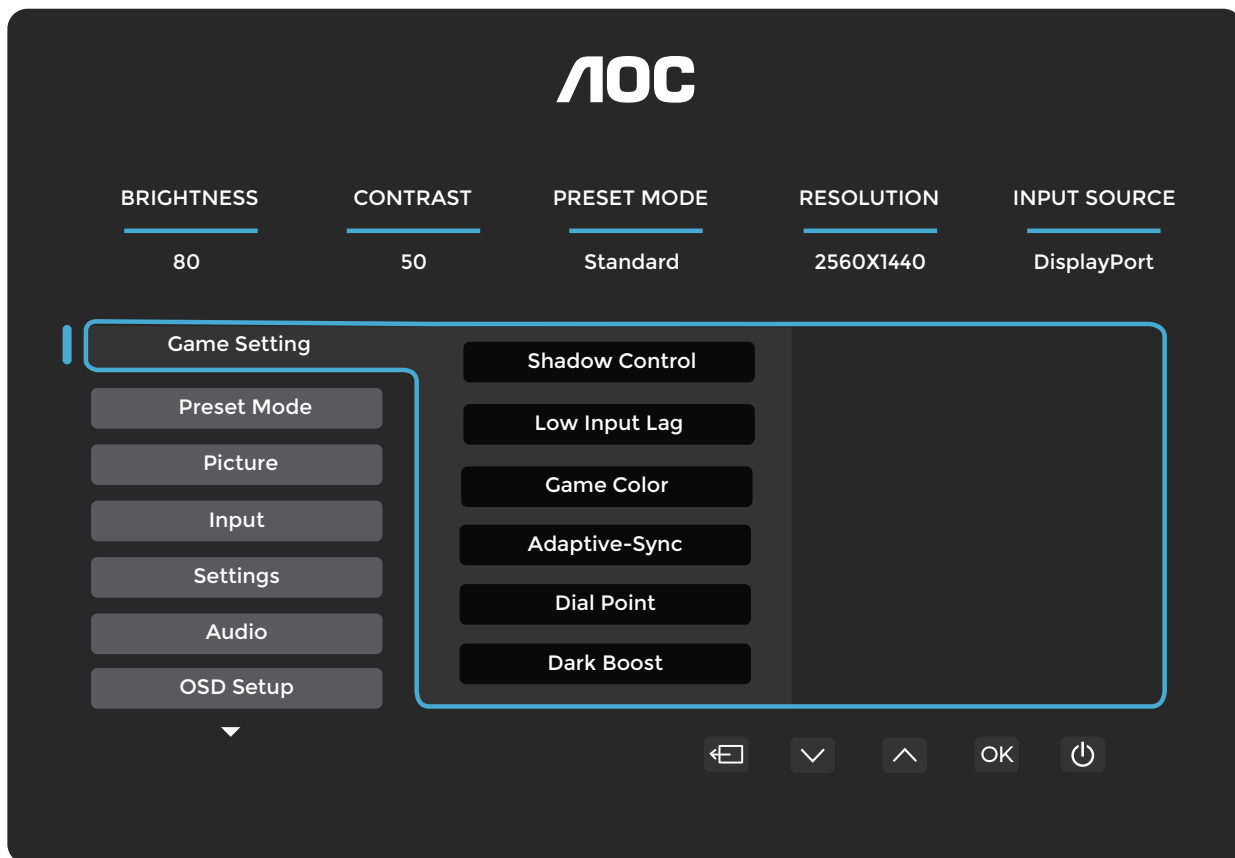 AOC
BRIGHTNESS CONTRAST PRESET MODE RESOLUTION INPUT SOURCE
80 50 Standard 2560X1440 DisplayPort
Game Setting
Preset Mode
Picture
Input
Settings
Audio
OSD Setup
Shadow Control
Low Input Lag
Game Color
Adaptive-Sync
Dial Point
Dark Boost
OK